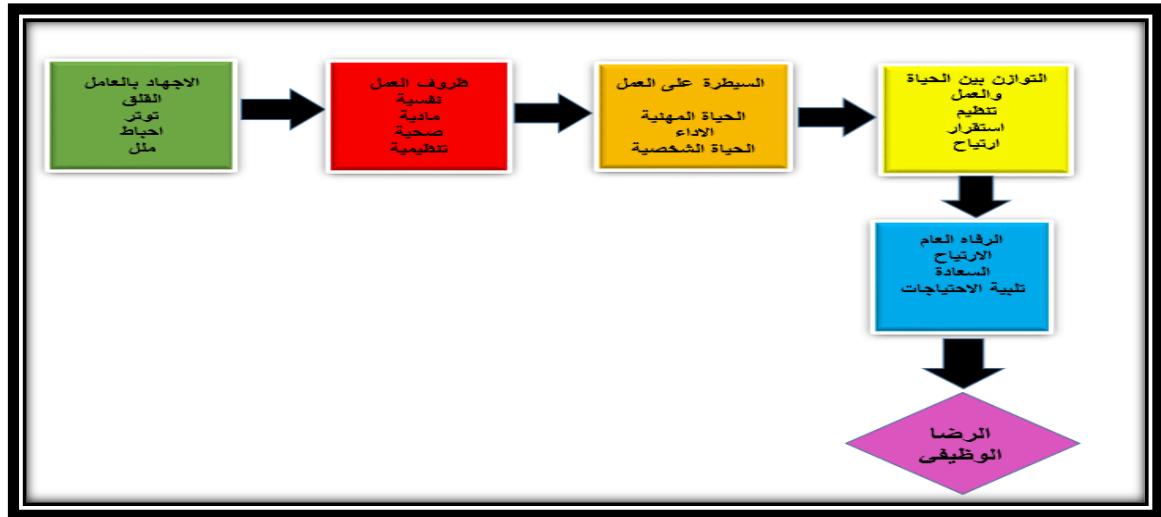 الاجهاد بالعامل
القلق
توتر
احباط
ملل
ظروف العمل
نفسية
مادية
صحية
تنظيمية
السيطرة على العمل
الحياة المهنية
الاداء
الحياة الشخصية
التوازن بين الحياة
والعمل
تنظيم
استقرار
ارتياح
الرفاه العام
الارتياح
السعادة
تلبية الاحتياجات
الرضا
الوظيفي